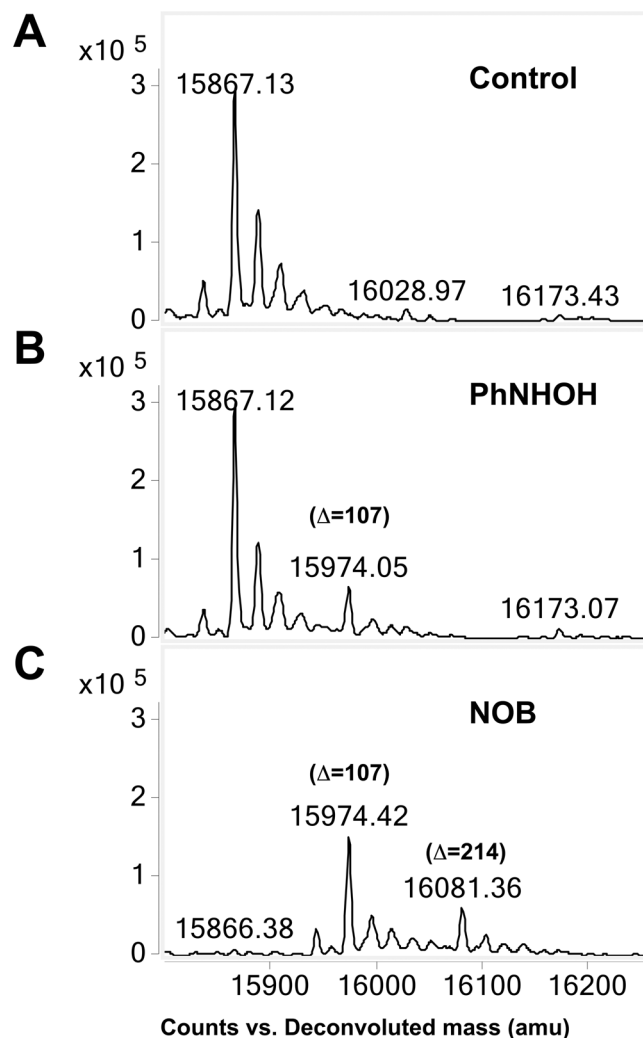 A
x10 5
15867.13
Control
3
2
1
16028.97
16173.43
0
B
x10 5
15867.12
PhNHOH
3
2
(Δ=107)
1
15974.05
16173.07
0
C
x10 5
NOB
3
(Δ=107)
2
15974.42
(Δ=214)
1
16081.36
15866.38
0
15900 16000 16100 16200
Counts vs. Deconvoluted mass (amu)